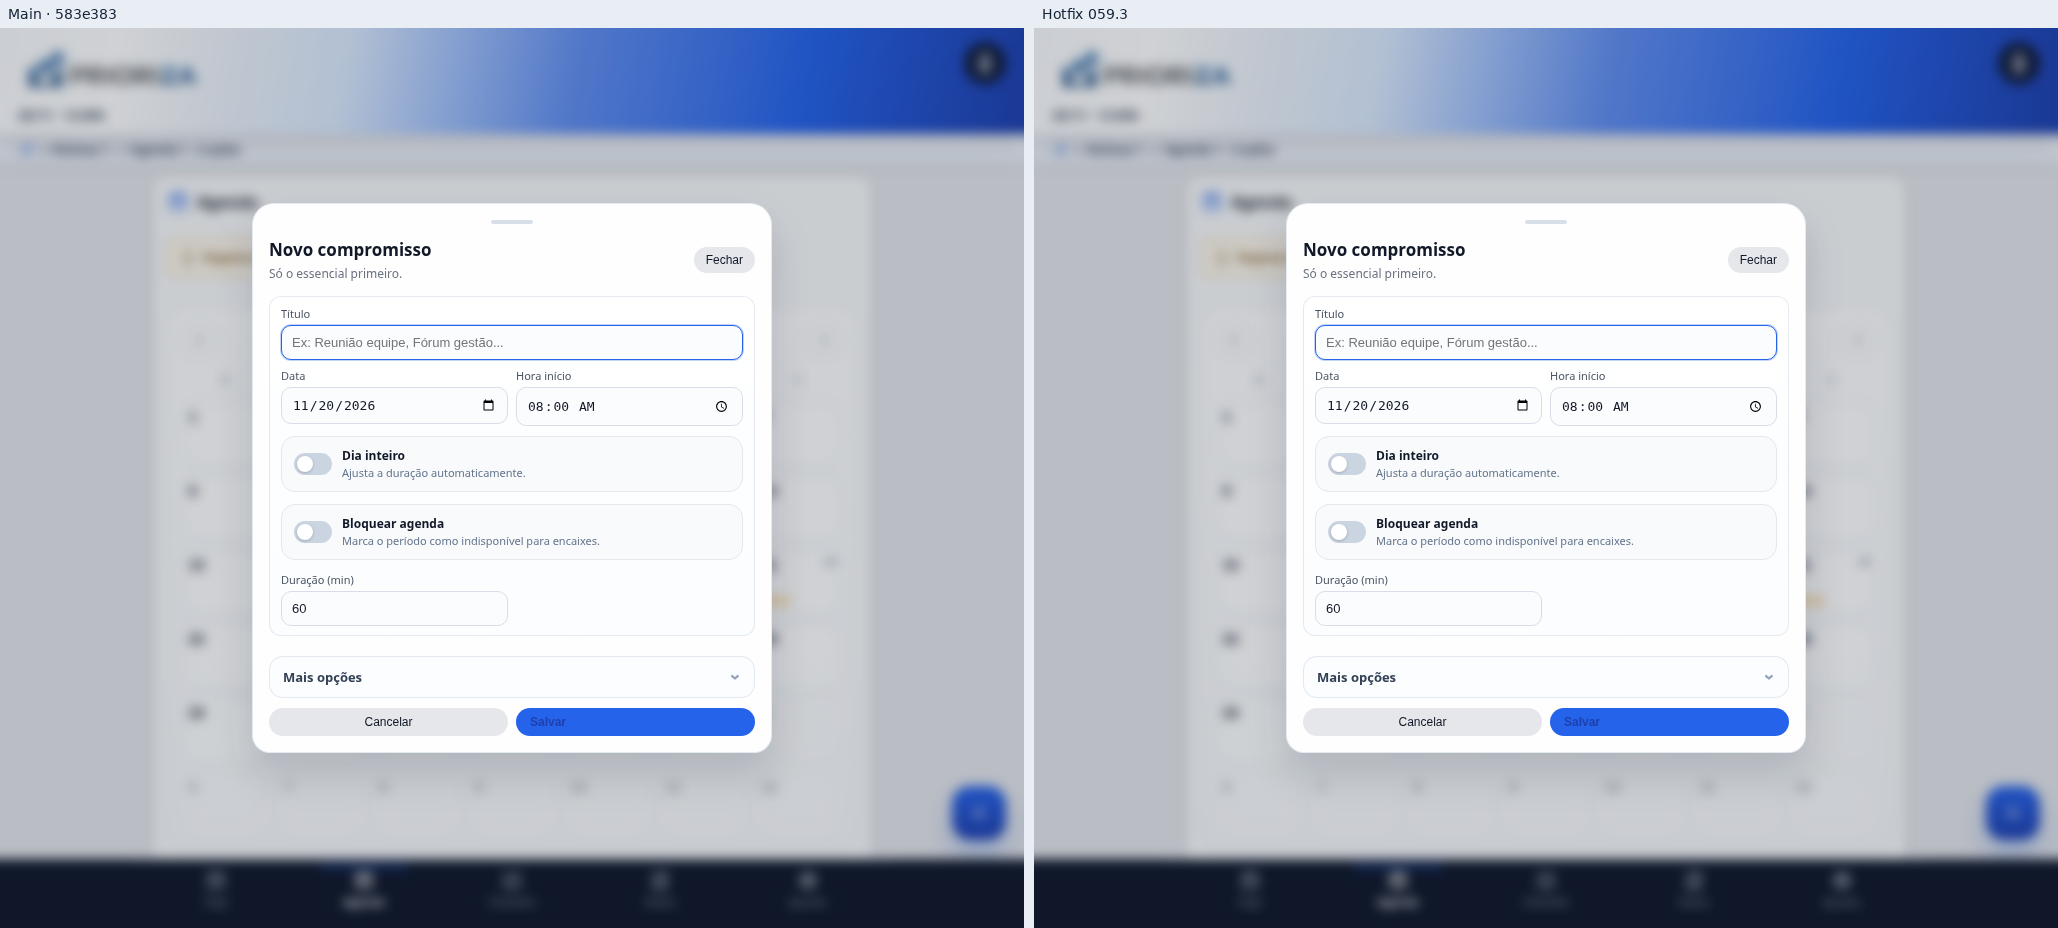 Main · 583e383
PRIORIZA
Agenda
Novo compromisso
Fechar
Só o essencial primeiro.
Título
Ex: Reunião equipe, Fórum gestão...
Data
Hora início
11/20/2026
08:00 AM
Dia inteiro
Ajusta a duração automaticamente.
Bloquear agenda
Marca o período como indisponível para encaixes.
Duração (min)
60
Mais opções
Cancelar
Salvar
Hotfix 059.3
PRIORIZA
Agenda
Novo compromisso
Fechar
Só o essencial primeiro.
Título
Ex: Reunião equipe, Fórum gestão...
Data
Hora início
11/20/2026
08:00 AM
Dia inteiro
Ajusta a duração automaticamente.
Bloquear agenda
Marca o período como indisponível para encaixes.
Duração (min)
60
Mais opções
Cancelar
Salvar